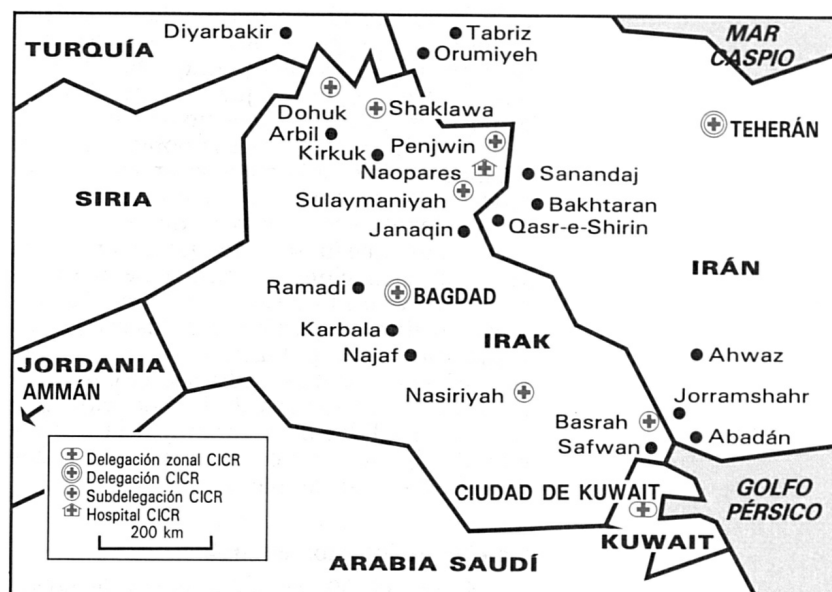 TURQUÍA
Diyarbakir
Tabriz
Orumiyeh
MAR
CASPIO
Dohuk
Shaklawa
TEHERÁN
Arbil
Kirkuk
Penjwin
Naopares
Sanandaj
SIRIA
Sulaymaniyah
Bakhtaran
Janaqin
Qasr-e-Shirin
IRÁN
Ramadi
BAGDAD
Karbala
IRAK
Najaf
Ahwaz
JORDANIA
AMMÁN
Nasiriyah
Jorramshahr
Basrah
Abadán
Safwan
Delegación zonal CICR
Delegación CICR
Subdelegación CICR
Hospital CICR
200 km
CIUDAD DE KUWAIT
GOLFO
PÉRSICO
KUWAIT
ARABIA SAUDÍ